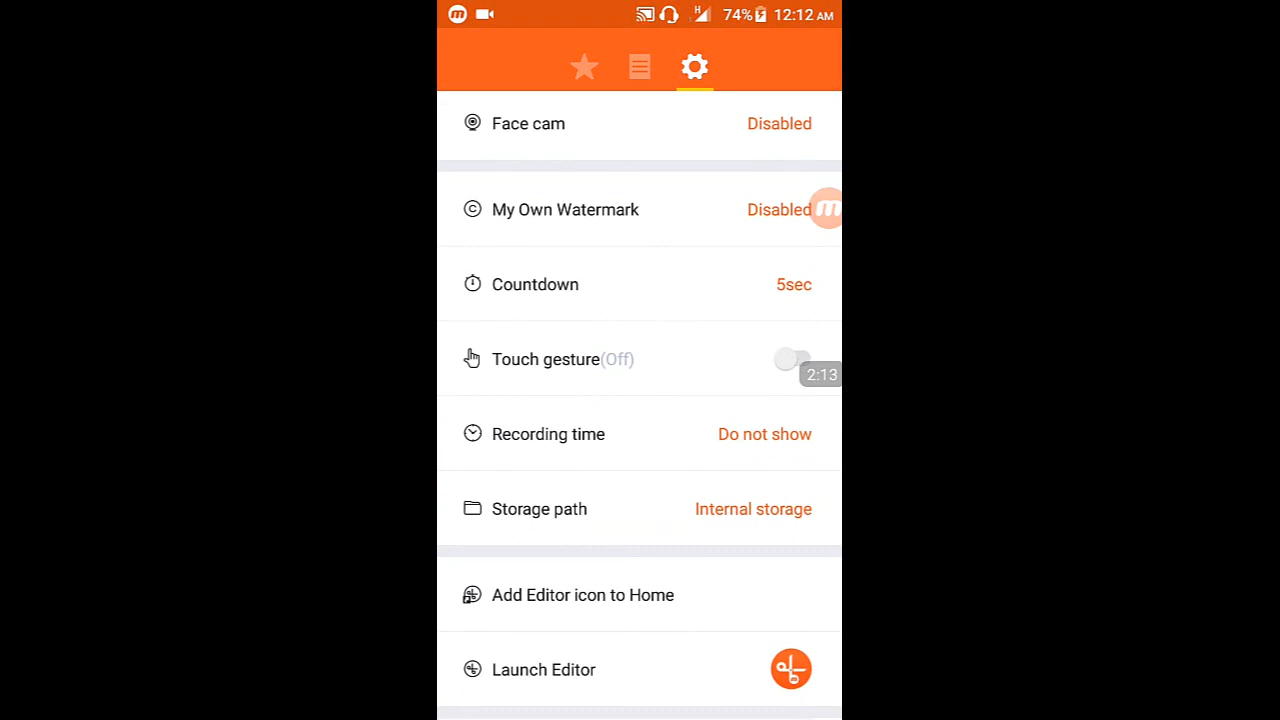 74% 12:12 AM
Face cam Disabled
My Own Watermark Disabled
Countdown 5sec
Touch gesture(Off)
2:13
Recording time Do not show
Storage path Internal storage
Add Editor icon to Home
Launch Editor